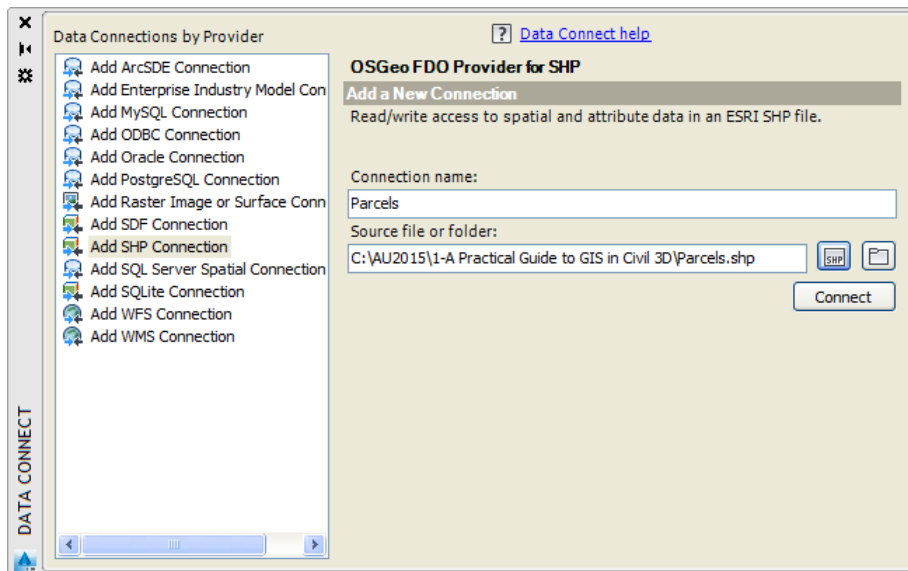 Data Connections by Provider
? Data Connect help
Add ArcSDE Connection
Add Enterprise Industry Model Con
Add MySQL Connection
Add ODBC Connection
Add Oracle Connection
Add PostgreSQL Connection
Add Raster Image or Surface Conn
Add SDF Connection
Add SHP Connection
Add SQL Server Spatial Connection
Add SQLite Connection
Add WFS Connection
Add WMS Connection
OSGeo FDO Provider for SHP
Add a New Connection
Read/write access to spatial and attribute data in an ESRI SHP file.
Connection name:
Parcels
Source file or folder:
C:\AU2015\1-A Practical Guide to GIS in Civil 3D\Parcels.shp
SHP
Connect
DATA CONNECT